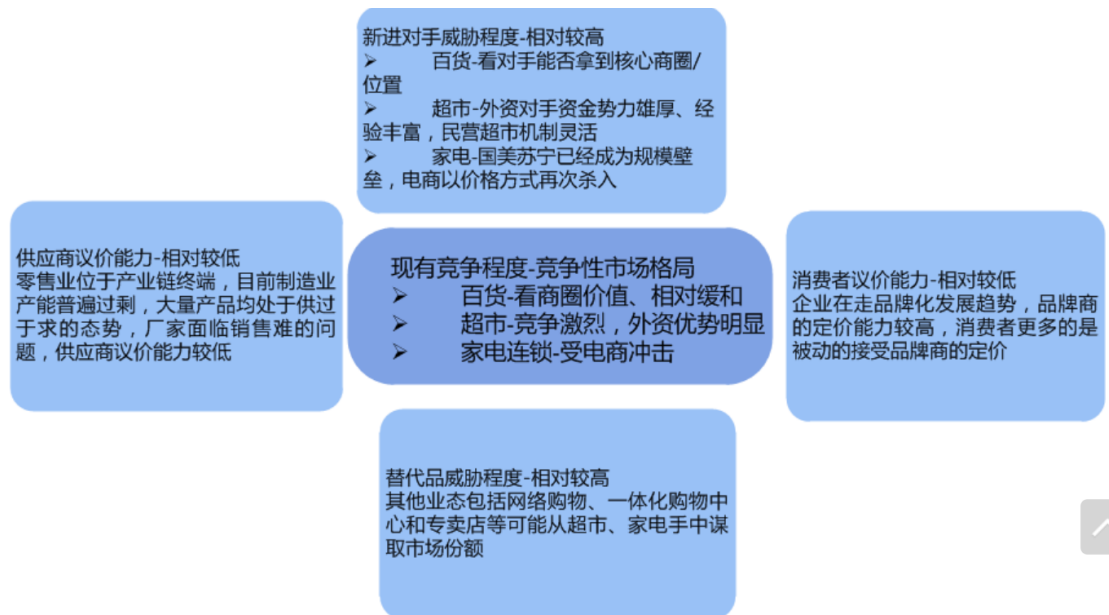 新进对手威胁程度-相对较高
➢ 百货-看对手能否拿到核心商圈/
位置
➢ 超市-外资对手资金势力雄厚、经
验丰富，民营超市机制灵活
➢ 家电-国美苏宁已经成为规模壁
垒，电商以价格方式再次杀入
供应商议价能力-相对较低
零售业位于产业链终端，目前制造业
产能普遍过剩，大量产品均处于供过
于求的态势，厂家面临销售难的问
题，供应商议价能力较低
现有竞争程度-竞争性市场格局
➢ 百货-看商圈价值、相对缓和
➢ 超市-竞争激烈，外资优势明显
➢ 家电连锁-受电商冲击
消费者议价能力-相对较低
企业在走品牌化发展趋势，品牌商
的定价能力较高，消费者更多的是
被动的接受品牌商的定价
替代品威胁程度-相对较高
其他业态包括网络购物、一体化购物中
心和专卖店等可能从超市、家电手中谋
取市场份额